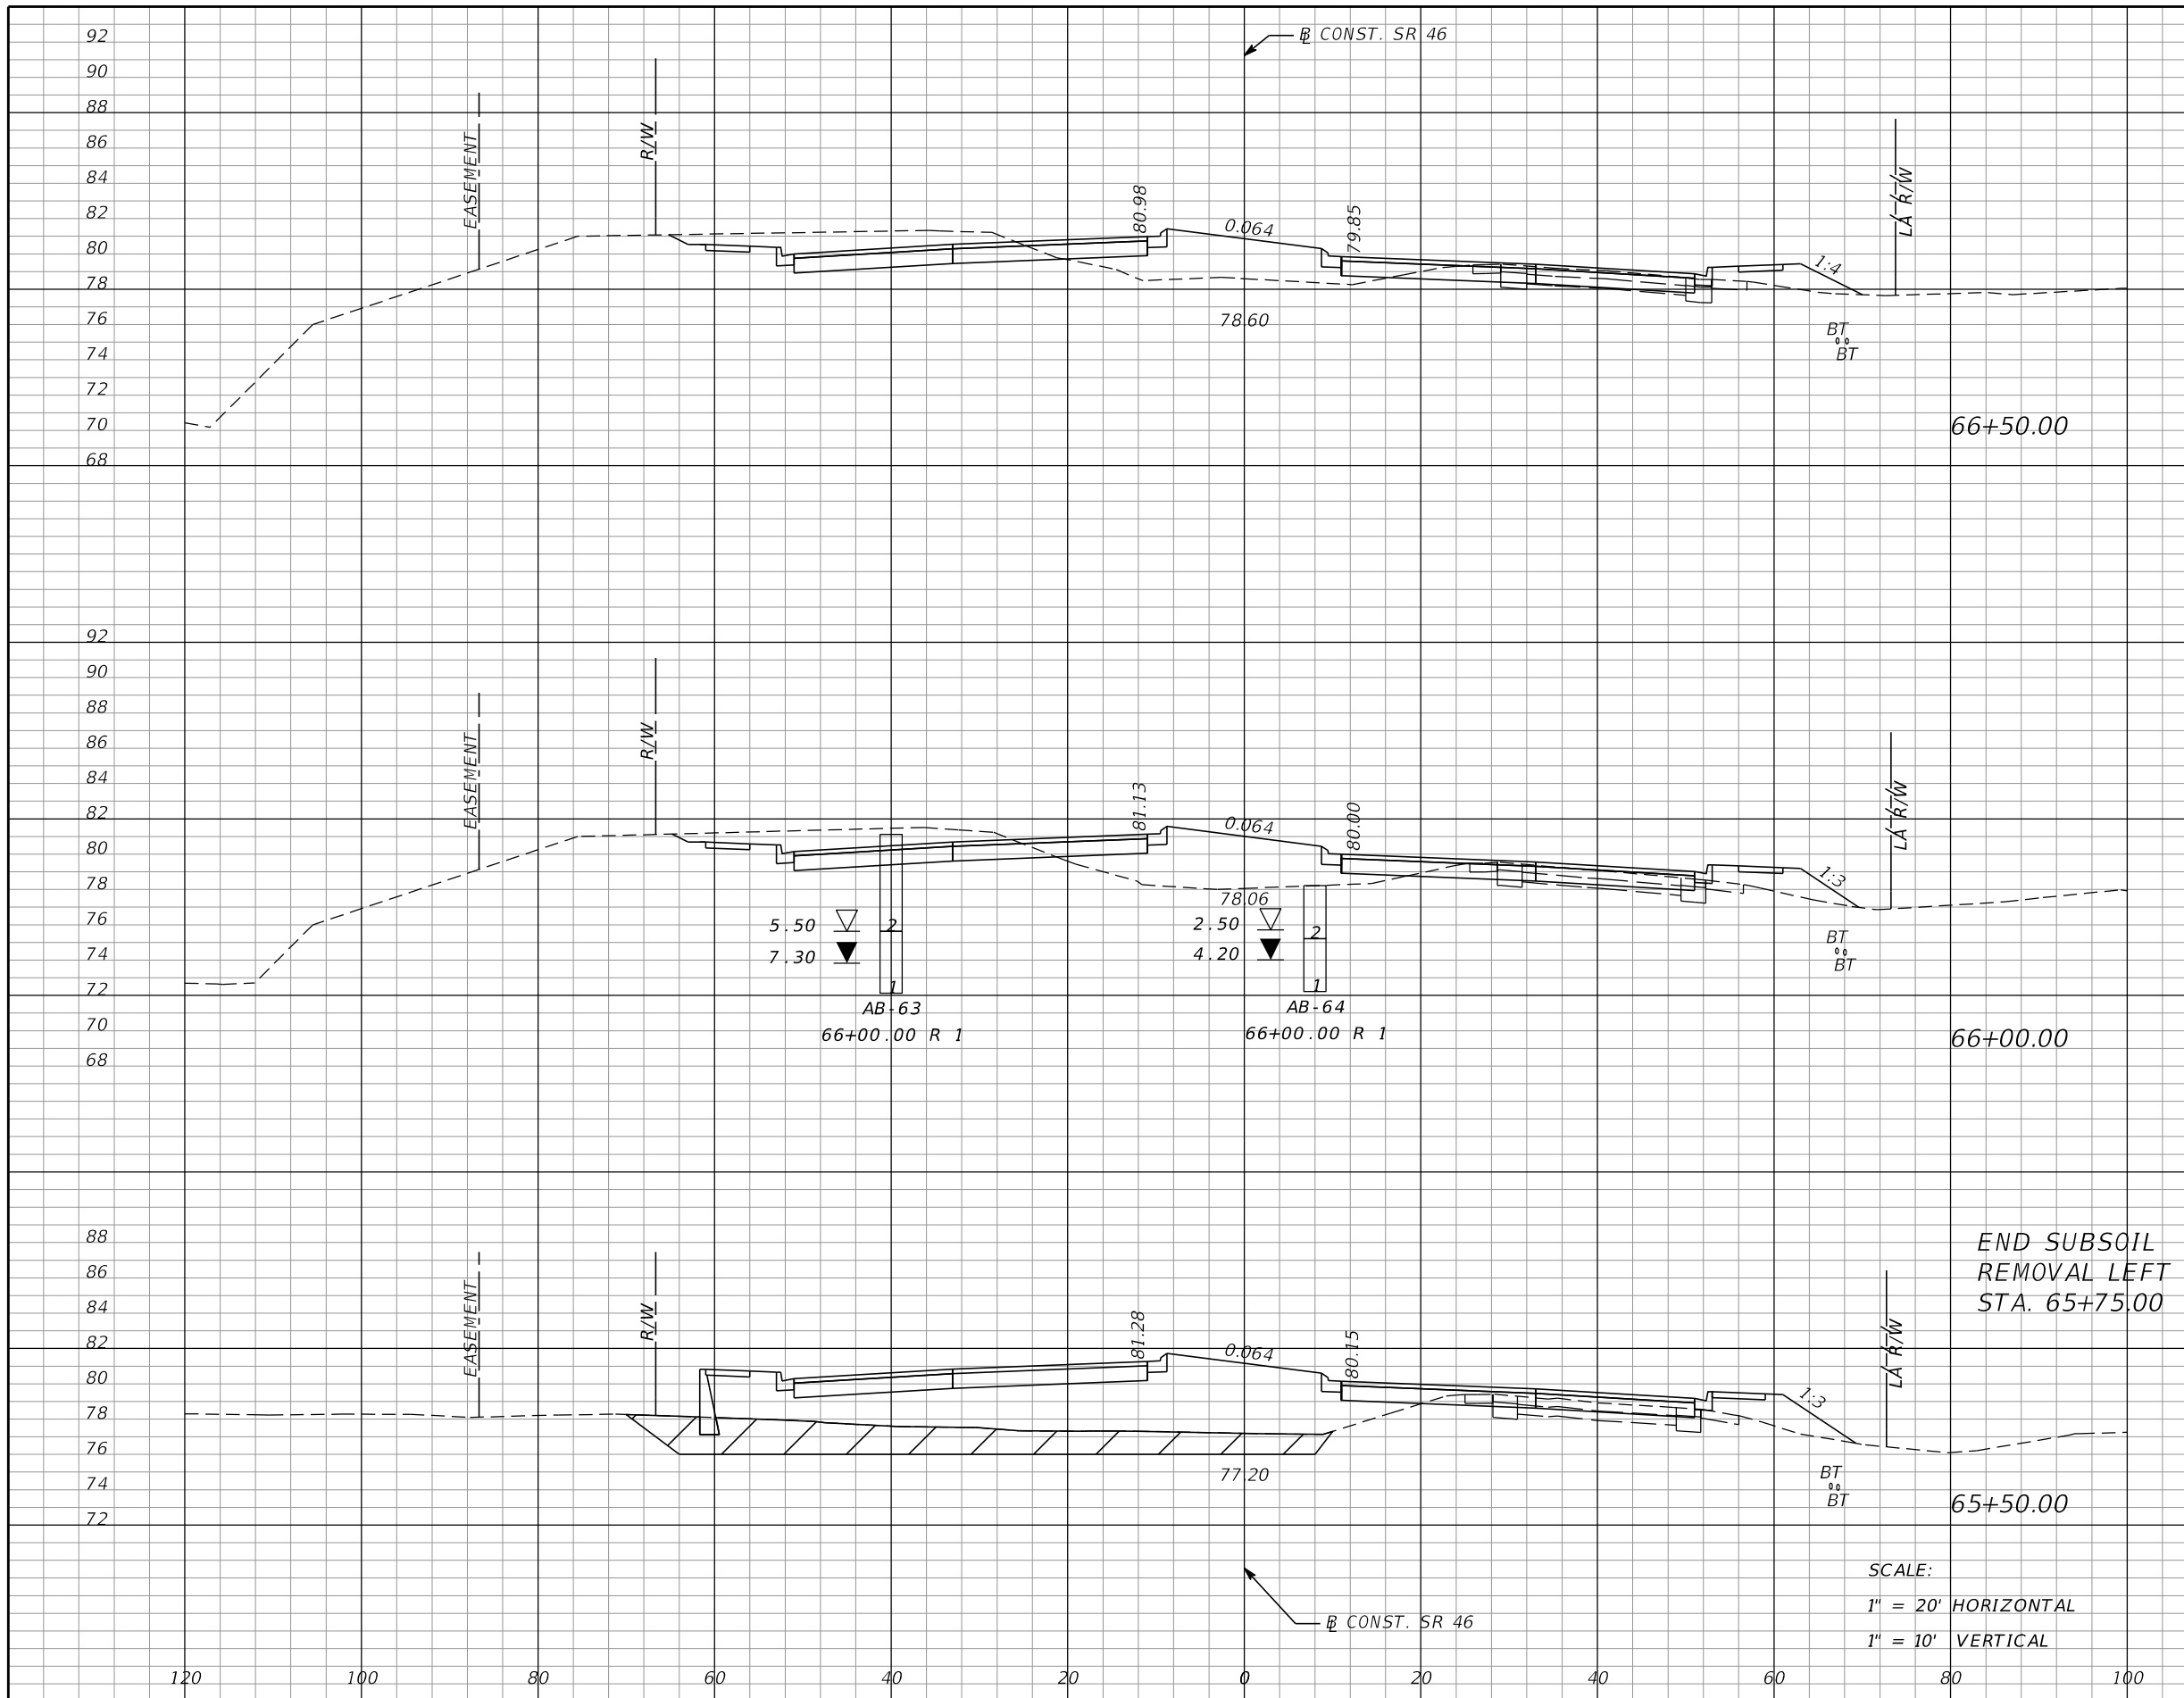 92
℄ CONST. SR 46
90
88
86
84
82
80
78
76
74
72
70
68
EASEMENT
R/W
80.98
0.064
79.85
78.60
1:4
LA R/W
BT
BT
66+50.00
92
90
88
86
84
82
80
78
76
74
72
70
68
EASEMENT
R/W
81.13
0.064
80.00
78.06
1:3
LA R/W
5.50
7.30
2
1
AB-63
66+00.00 R 1
2.50
4.20
2
1
AB-64
66+00.00 R 1
BT
BT
66+00.00
88
86
84
82
80
78
76
74
72
EASEMENT
R/W
81.28
0.064
80.15
77.20
1:3
LA R/W
END SUBSOIL
REMOVAL LEFT
STA. 65+75.00
BT
BT
65+50.00
℄ CONST. SR 46
SCALE:
1" = 20' HORIZONTAL
1" = 10' VERTICAL
120 100 80 60 40 20 0 20 40 60 80 100